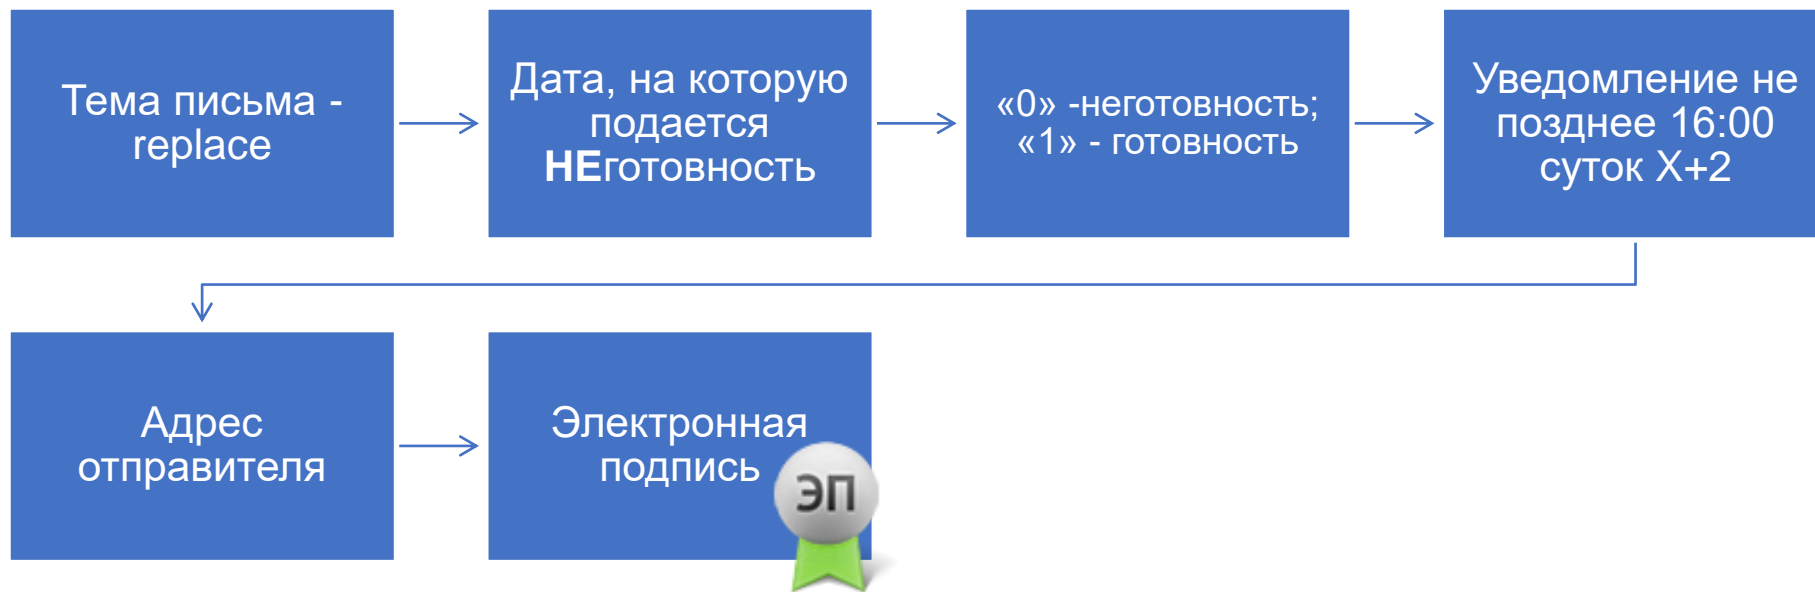 Тема письма -
replace
Дата, на которую
подается
НЕготовность
«0» -неготовность;
«1» - готовность
Уведомление не
позднее 16:00
суток X+2
Адрес
отправителя
Электронная
подпись
ЭП